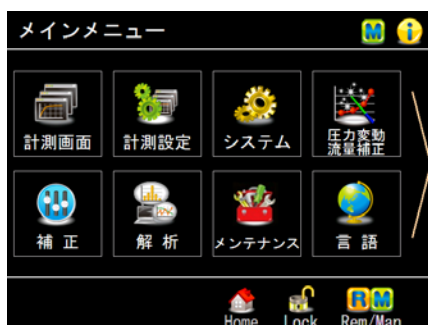 メインメニュー M i
計測画面 計測設定 システム 圧力変動
流量補正
補正 解析 メンテナンス 言語
R M
Home Lock Rem/Man